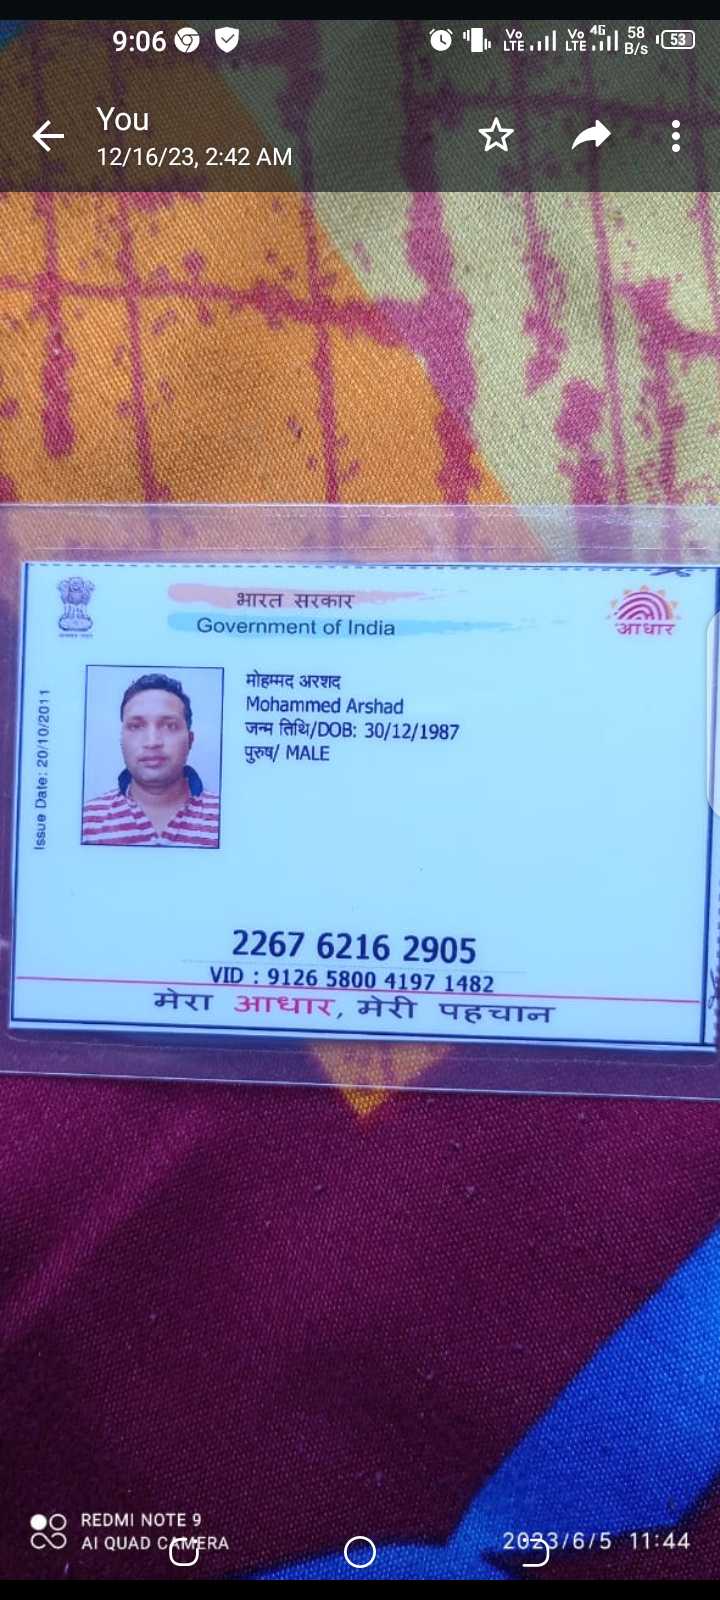 9:06
Vo LTE Vo LTE 4G 58 B/s 53
You
12/16/23, 2:42 AM
भारत सरकार
Government of India
आधार
Issue Date: 20/10/2011
मोहम्मद अरशद
Mohammed Arshad
जन्म तिथि/DOB: 30/12/1987
पुरुष/ MALE
2267 6216 2905
VID : 9126 5800 4197 1482
मेरा आधार, मेरी पहचान
REDMI NOTE 9
AI QUAD CAMERA
2023/6/5 11:44